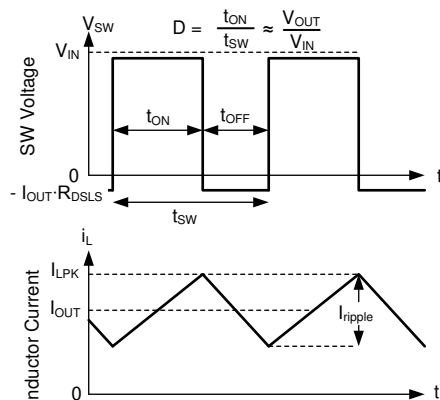 V_SW
D = t_ON / t_SW ≈ V_OUT / V_IN
V_IN
SW Voltage
t_ON
t_OFF
0
t
- I_OUT·R_DSLS
t_SW
i_L
I_LPK
I_OUT
I_ripple
nductor Current
0
t